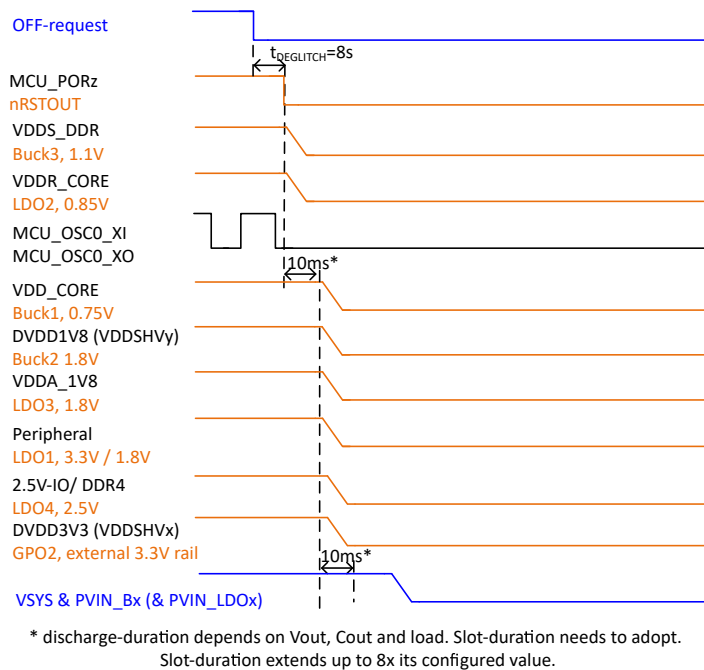 OFF-request
tDEGLITCH=8s
MCU_PORz
nRSTOUT
VDDS_DDR
Buck3, 1.1V
VDDR_CORE
LDO2, 0.85V
MCU_OSC0_XI
MCU_OSC0_XO
10ms*
VDD_CORE
Buck1, 0.75V
DVDD1V8 (VDDSHVy)
Buck2 1.8V
VDDA_1V8
LDO3, 1.8V
Peripheral
LDO1, 3.3V / 1.8V
2.5V-IO/ DDR4
LDO4, 2.5V
DVDD3V3 (VDDSHVx)
GPO2, external 3.3V rail
10ms*
VSYS & PVIN_Bx (& PVIN_LDOx)
* discharge-duration depends on Vout, Cout and load. Slot-duration needs to adopt.
Slot-duration extends up to 8x its configured value.